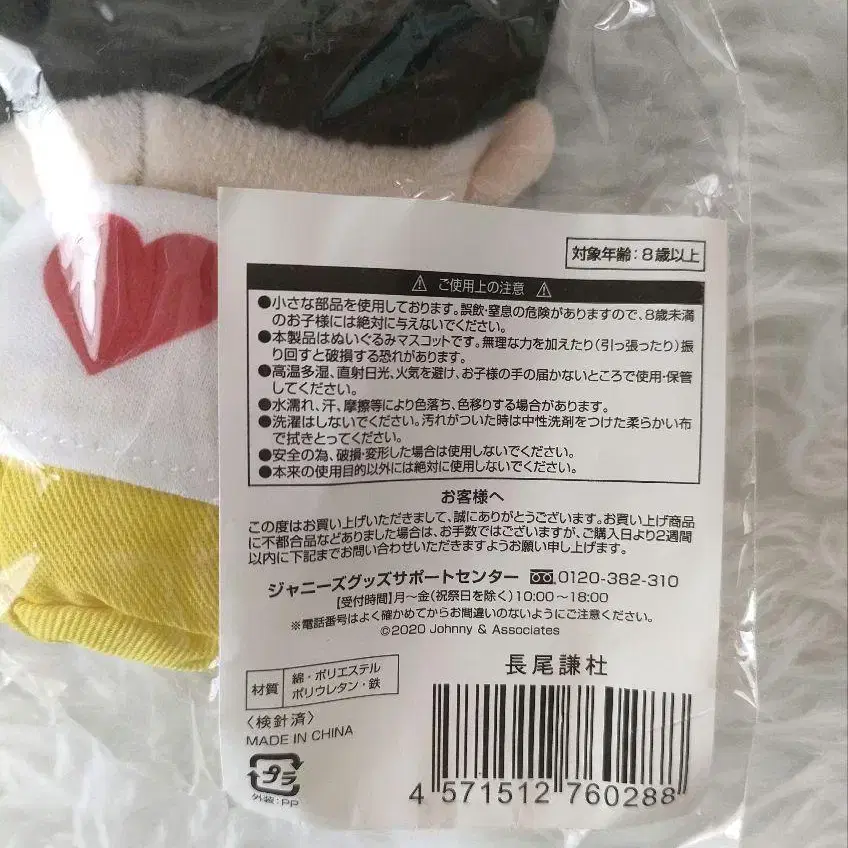 対象年齢:8歳以上
⚠ ご使用上の注意 ⚠
●小さな部品を使用しております。誤飲・窒息の危険がありますので、8歳未満
のお子様には絶対に与えないでください。
●本製品はぬいぐるみマスコットです。無理な力を加えたり(引っ張ったり)振
り回すと破損する恐れがあります。
●高温多湿、直射日光、火気を避け、お子様の手の届かないところで使用・保管
してください。
●水濡れ、汗、摩擦等により色落ち、色移りする場合があります。
●洗濯はしないでください。汚れがついた時は中性洗剤をつけた柔らかい布
で拭きとってください。
●安全の為、破損・変形した場合は使用しないでください。
●本来の使用目的以外には絶対に使用しないでください。
お客様へ
この度はお買い上げいただきまして、誠にありがとうございます。お買い上げ商品
に不都合品などありました場合は、お手数ではございますが、ご購入日より2週間
以内に下記までお問い合わせいただきますようお願い申し上げます。
ジャニーズグッズサポートセンター 0120-382-310
【受付時間】月~金(祝祭日を除く)10:00~18:00
※電話番号はよく確かめてからお間違いのないようにご注意ください。
©2020 Johnny & Associates
長尾謙杜
材質 綿・ポリエステル
ポリウレタン・鉄
〈検針済〉
MADE IN CHINA
プラ
外装:PP
4 571512 760288